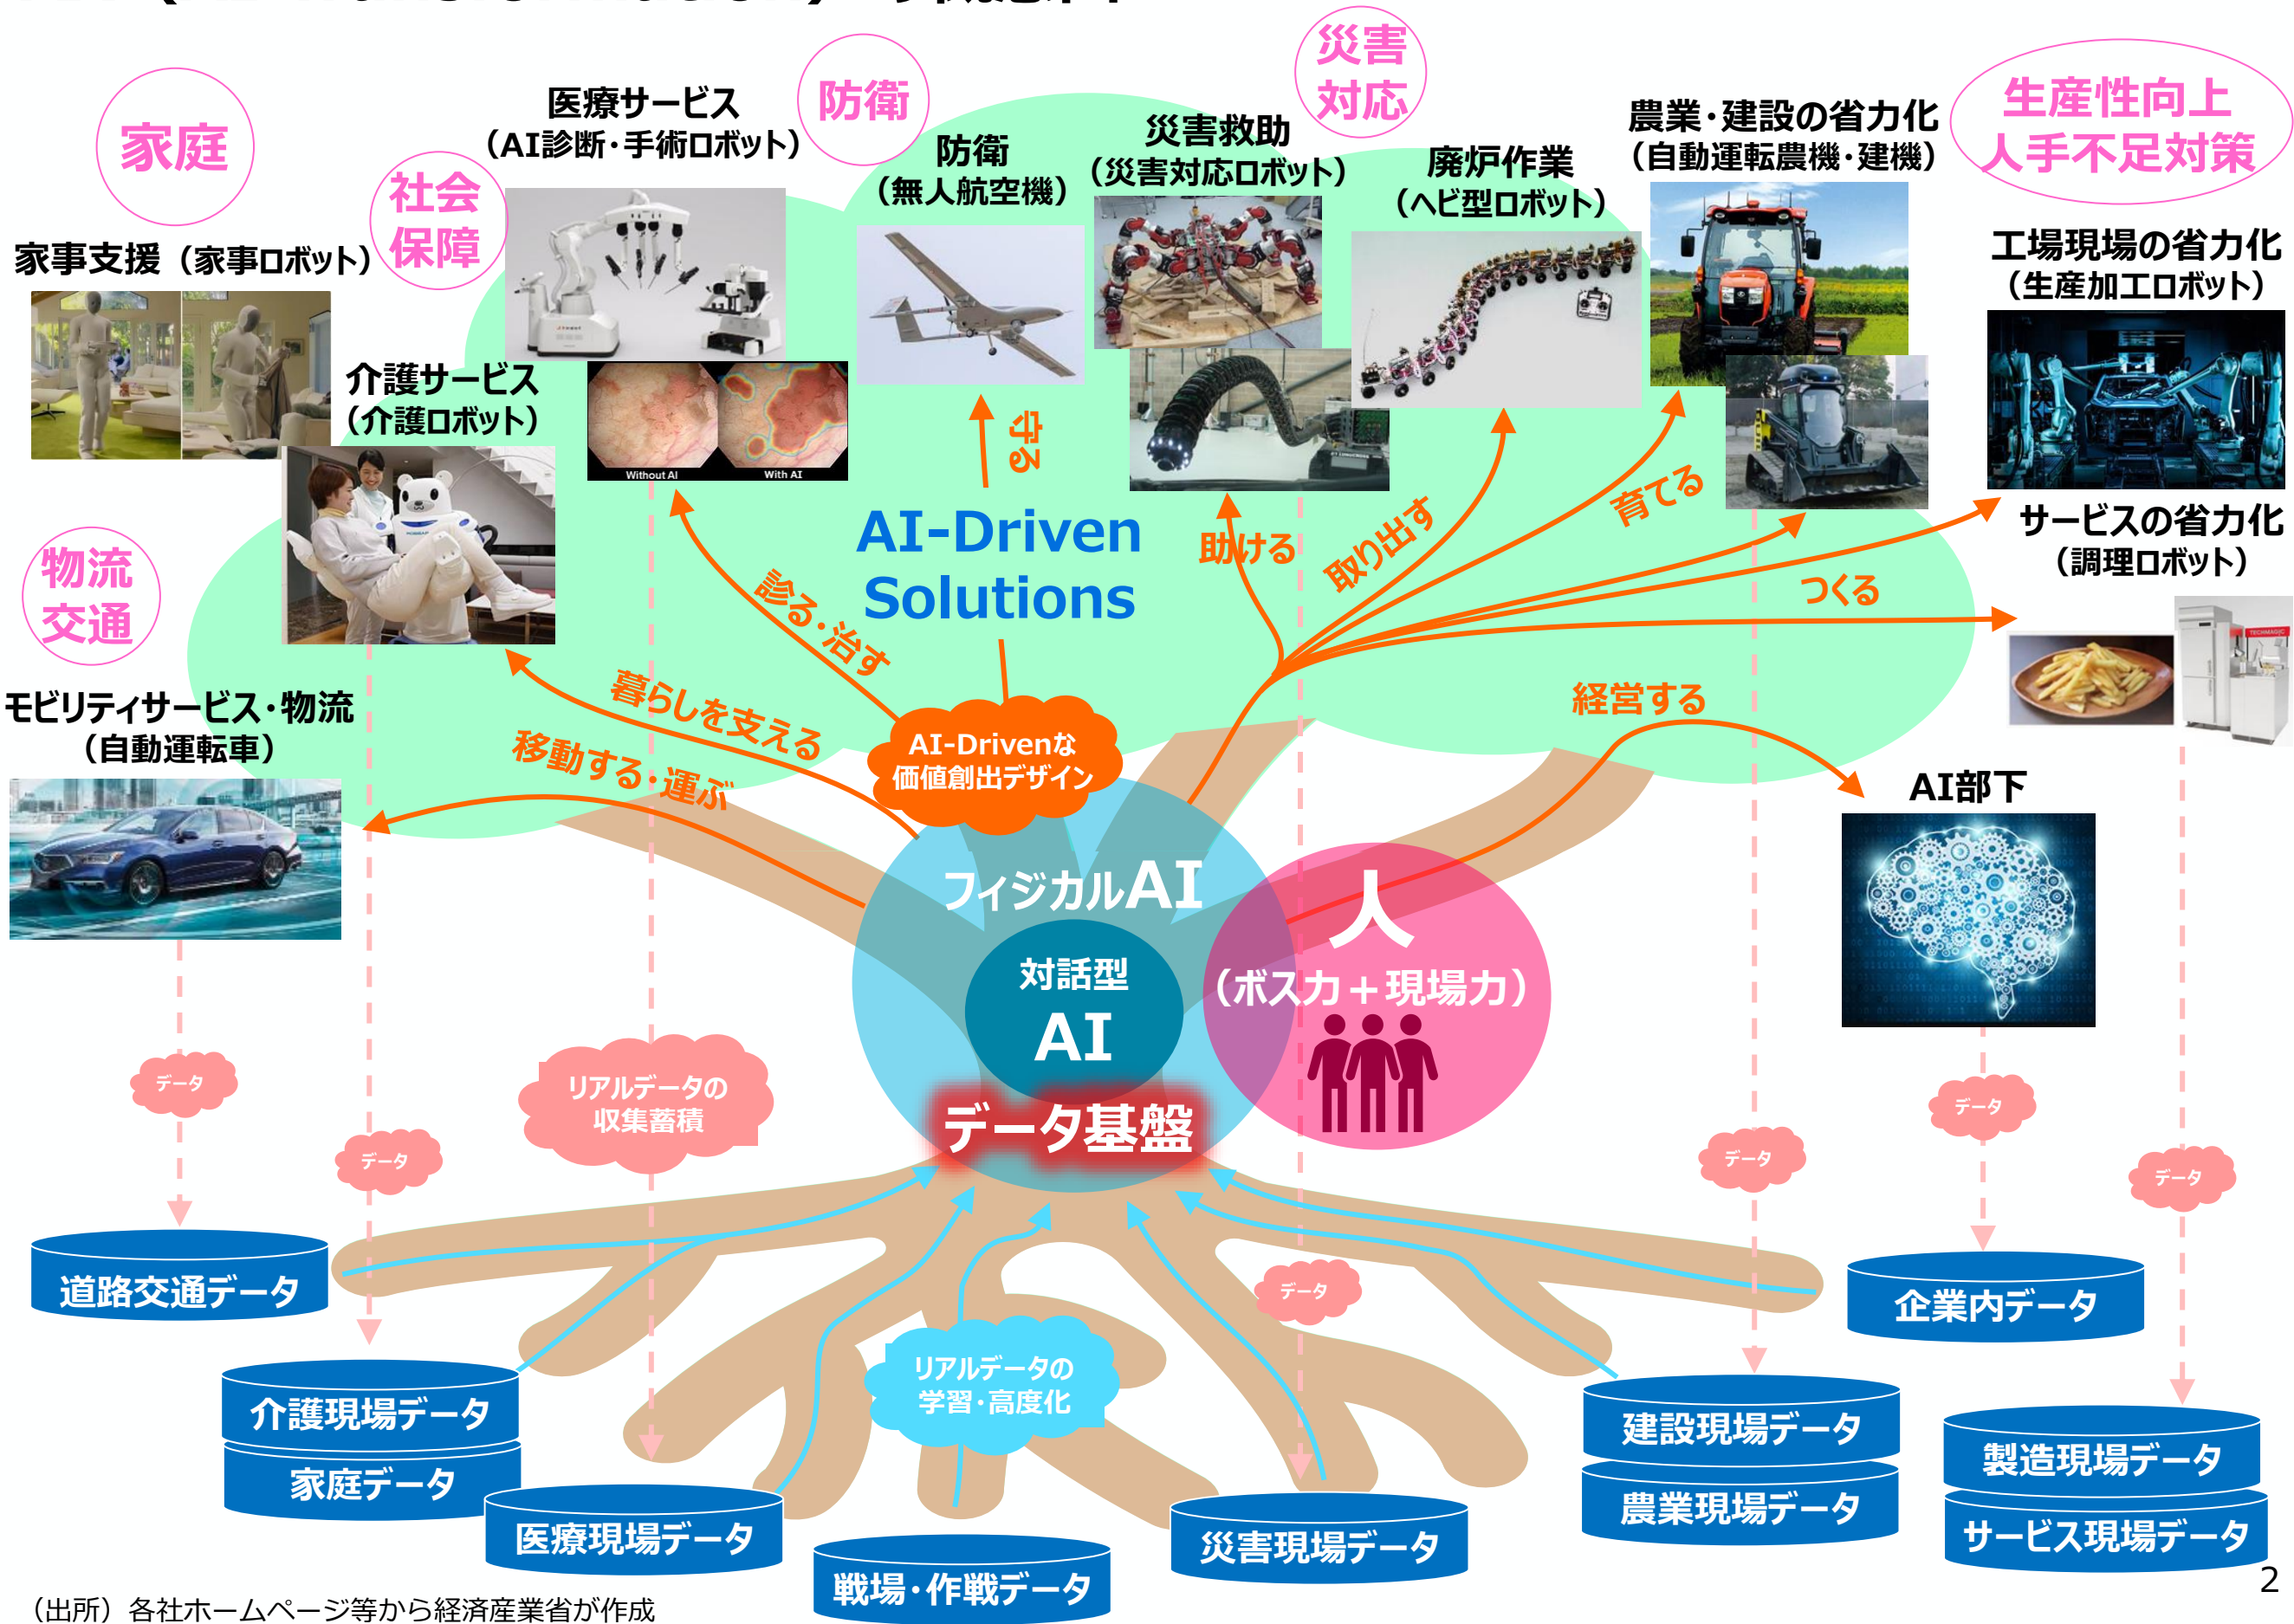 家庭
社会
保障
防衛
災害
対応
生産性向上
人手不足対策
物流
交通
医療サービス
（AI診断・手術ロボット）
防衛
（無人航空機）
災害救助
（災害対応ロボット）
廃炉作業
（ヘビ型ロボット）
農業・建設の省力化
（自動運転農機・建機）
工場現場の省力化
（生産加工ロボット）
サービスの省力化
（調理ロボット）
TECHMAGIC
家事支援（家事ロボット）
介護サービス
（介護ロボット）
Without AI
With AI
モビリティサービス・物流
（自動運転車）
守る
AI-Driven
Solutions
助ける
取り出す
育てる
つくる
診る・治す
暮らしを支える
移動する・運ぶ
経営する
AI-Drivenな
価値創出デザイン
AI部下
フィジカルAI
対話型
AI
データ基盤
人
（ボス力＋現場力）
データ
データ
リアルデータの
収集蓄積
データ
データ
データ
データ
リアルデータの
学習・高度化
道路交通データ
介護現場データ
家庭データ
医療現場データ
戦場・作戦データ
災害現場データ
建設現場データ
農業現場データ
企業内データ
製造現場データ
サービス現場データ
（出所）各社ホームページ等から経済産業省が作成
2